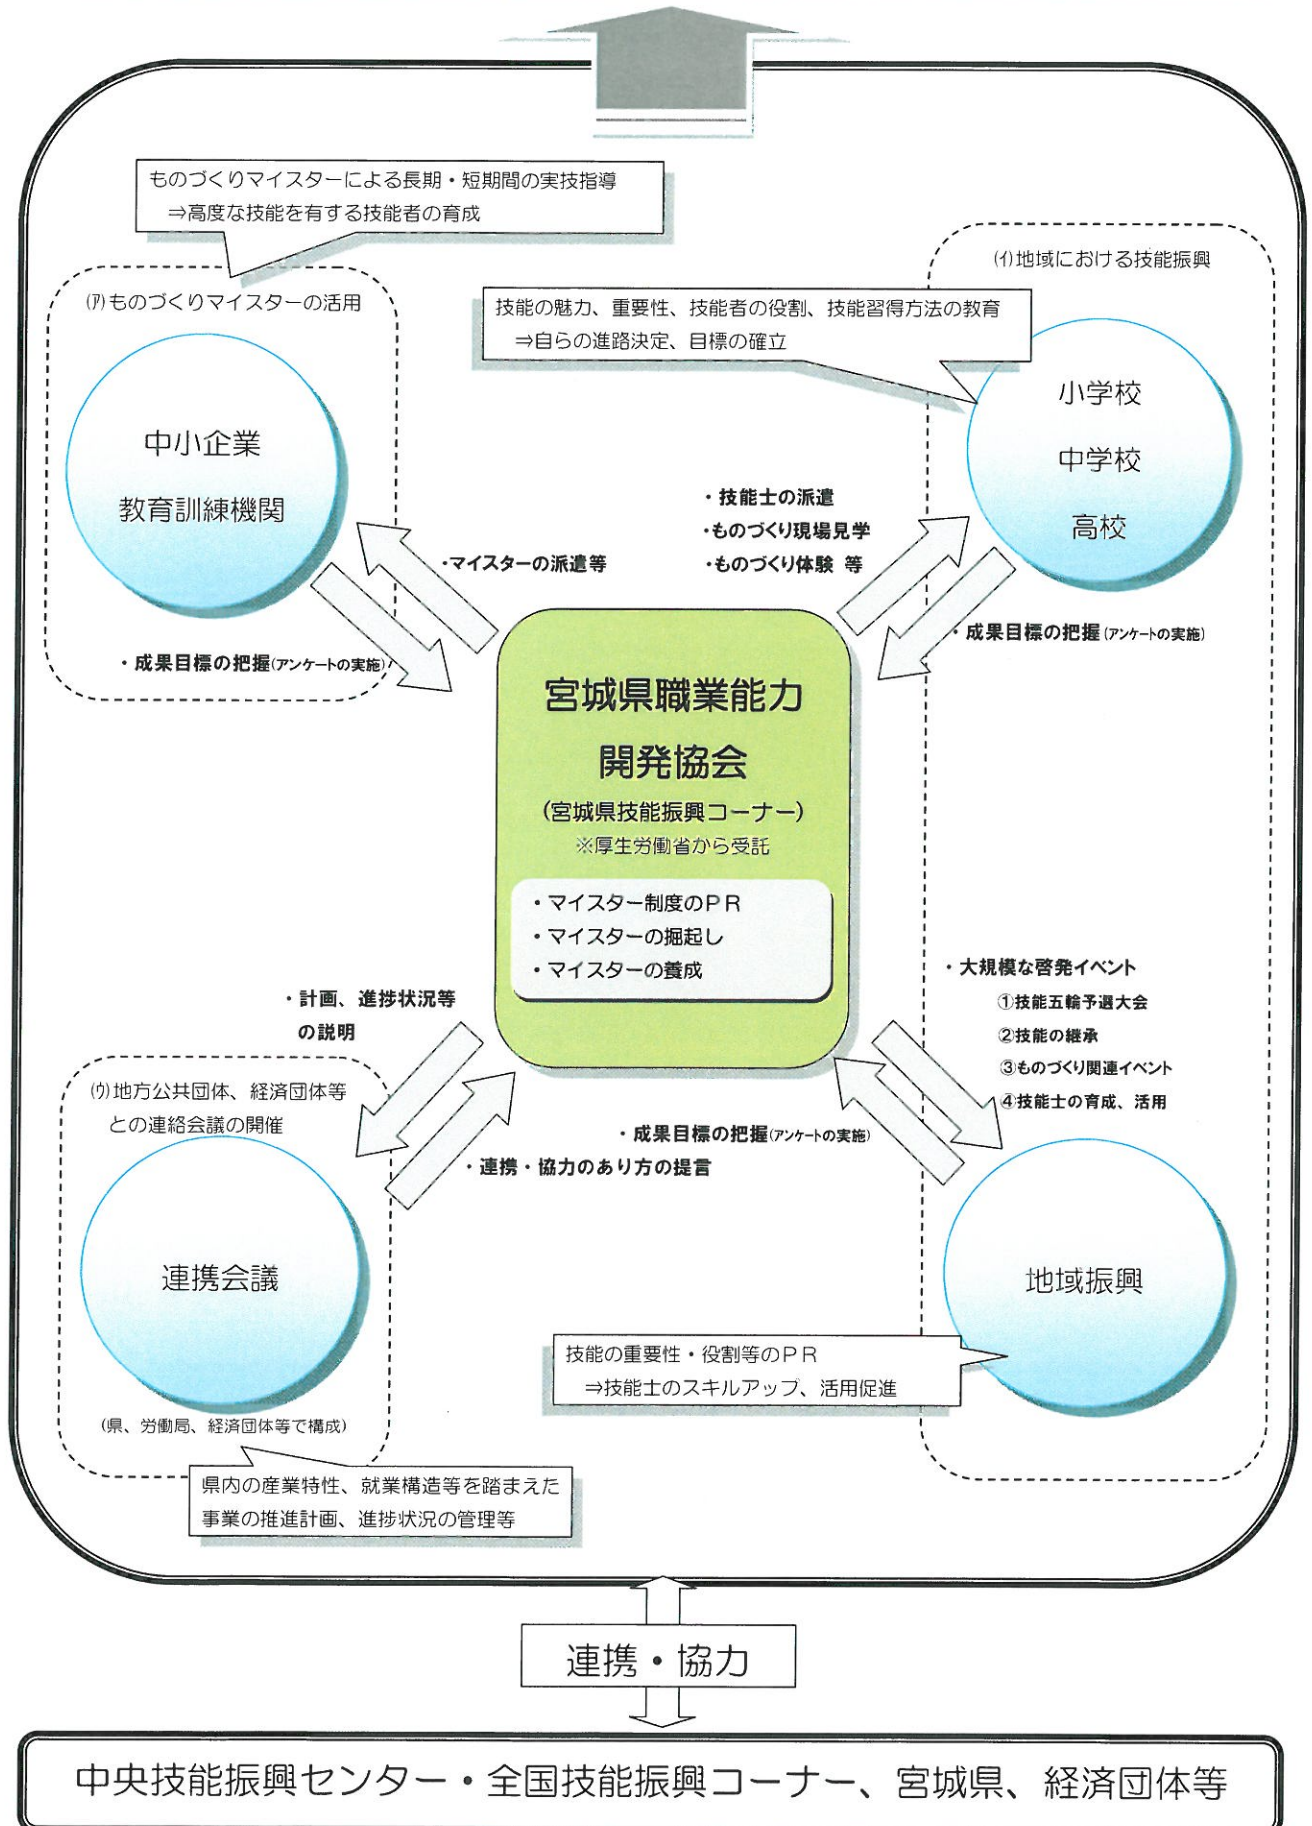 ものづくりマイスターによる長期・短期間の実技指導
⇒高度な技能を有する技能者の育成
(ア)ものづくりマイスターの活用
中小企業
教育訓練機関
(イ)地域における技能振興
技能の魅力、重要性、技能者の役割、技能習得方法の教育
⇒自らの進路決定、目標の確立
小学校
中学校
高校
・マイスターの派遣等
・成果目標の把握(アンケートの実施)
・技能士の派遣
・ものづくり現場見学
・ものづくり体験 等
・成果目標の把握(アンケートの実施)
宮城県職業能力
開発協会
(宮城県技能振興コーナー)
※厚生労働省から受託
・マイスター制度のPR
・マイスターの掘起し
・マイスターの養成
・計画、進捗状況等
の説明
(ウ)地方公共団体、経済団体等
との連絡会議の開催
連携会議
(県、労働局、経済団体等で構成)
県内の産業特性、就業構造等を踏まえた
事業の推進計画、進捗状況の管理等
・大規模な啓発イベント
①技能五輪予選大会
②技能の継承
③ものづくり関連イベント
④技能士の育成、活用
・成果目標の把握(アンケートの実施)
・連携・協力のあり方の提言
地域振興
技能の重要性・役割等のPR
⇒技能士のスキルアップ、活用促進
連携・協力
中央技能振興センター・全国技能振興コーナー、宮城県、経済団体等